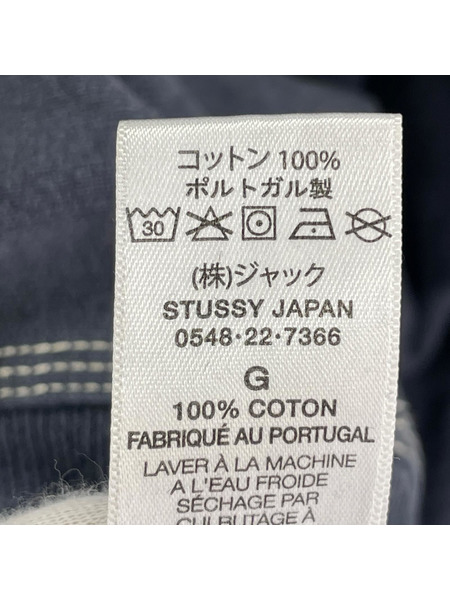 コットン 100%
ポルトガル製
30
(株)ジャック
STUSSY JAPAN
0548·22·7366
G
100% COTON
FABRIQUÉ AU PORTUGAL
LAVER À LA MACHINE
A L'EAU FROIDE
SÉCHAGE PAR
CULBUTAGE À